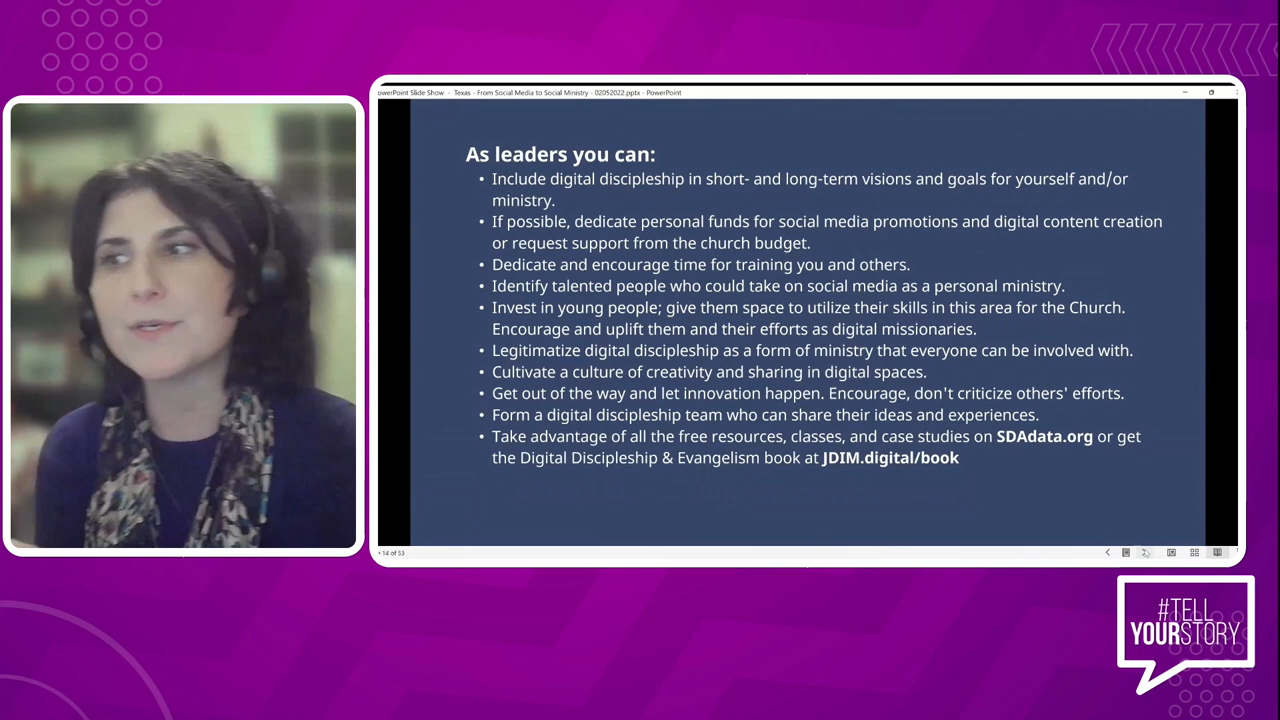 owerPoint Slide Show - Texas - From Social Media to Social Ministry - 02052022.pptx - PowerPoint
As leaders you can:
• Include digital discipleship in short- and long-term visions and goals for yourself and/or
ministry.
• If possible, dedicate personal funds for social media promotions and digital content creation
or request support from the church budget.
• Dedicate and encourage time for training you and others.
• Identify talented people who could take on social media as a personal ministry.
• Invest in young people; give them space to utilize their skills in this area for the Church.
Encourage and uplift them and their efforts as digital missionaries.
• Legitimatize digital discipleship as a form of ministry that everyone can be involved with.
• Cultivate a culture of creativity and sharing in digital spaces.
• Get out of the way and let innovation happen. Encourage, don't criticize others' efforts.
• Form a digital discipleship team who can share their ideas and experiences.
• Take advantage of all the free resources, classes, and case studies on SDAdata.org or get
the Digital Discipleship & Evangelism book at JDIM.digital/book
14 of 53
#TELL
YOURSTORY